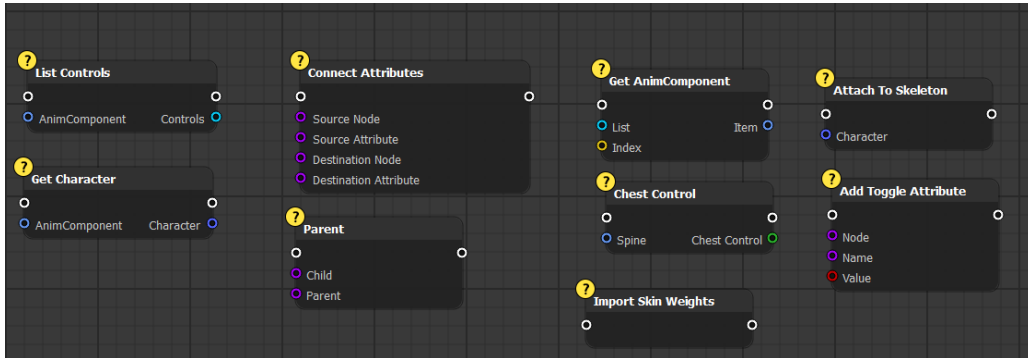 ?
List Controls
AnimComponent Controls
?
Get Character
AnimComponent Character
?
Connect Attributes
Source Node
Source Attribute
Destination Node
Destination Attribute
?
Parent
Child
Parent
?
Get AnimComponent
List Item
Index
?
Chest Control
Spine Chest Control
?
Import Skin Weights
?
Attach To Skeleton
Character
?
Add Toggle Attribute
Node
Name
Value